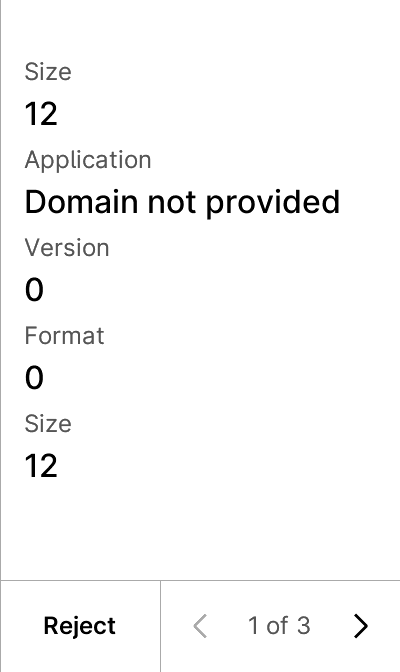 Size
12
Application
Domain not provided
Version
0
Format
0
Size
12
Reject
1 of 3